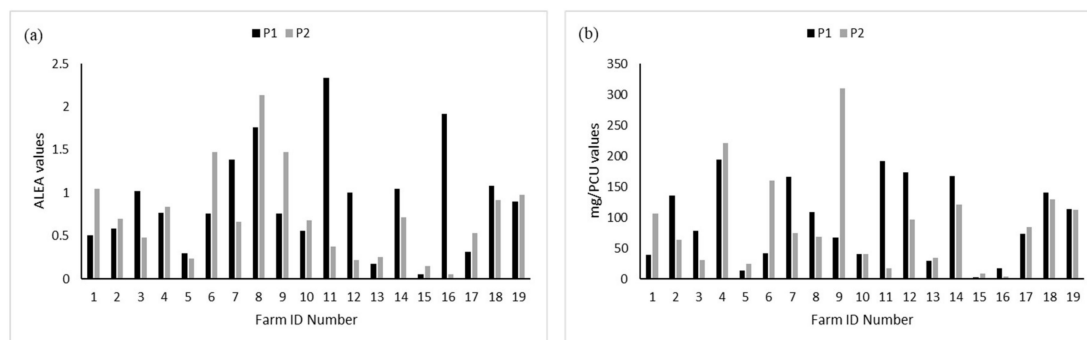 (a)
P1 P2
2.5
2
1.5
1
0.5
0
ALEA values
1 2 3 4 5 6 7 8 9 10 11 12 13 14 15 16 17 18 19
Farm ID Number
(b)
P1 P2
350
300
250
200
150
100
50
0
mg/PCU values
1 2 3 4 5 6 7 8 9 10 11 12 13 14 15 16 17 18 19
Farm ID Number